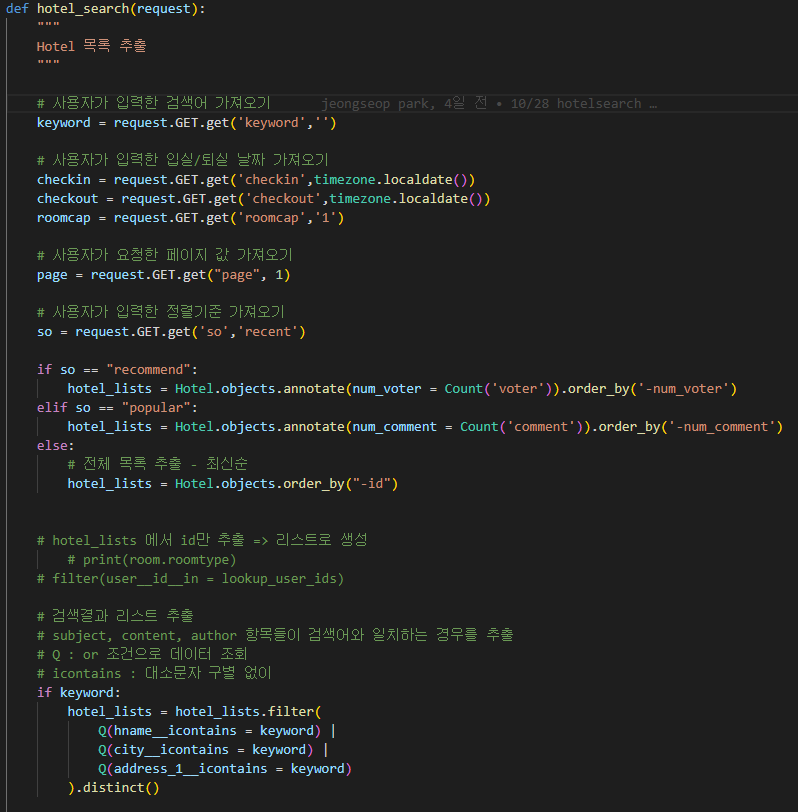 def hotel_search(request):
    """
    Hotel 목록 추출
    """

    # 사용자가 입력한 검색어 가져오기      jeongseop park, 4일 전 • 10/28 hotelsearch …
    keyword = request.GET.get('keyword','')

    # 사용자가 입력한 입실/퇴실 날짜 가져오기
    checkin = request.GET.get('checkin',timezone.localdate())
    checkout = request.GET.get('checkout',timezone.localdate())
    roomcap = request.GET.get('roomcap','1')

    # 사용자가 요청한 페이지 값 가져오기
    page = request.GET.get("page", 1)

    # 사용자가 입력한 정렬기준 가져오기
    so = request.GET.get('so','recent')

    if so == "recommend":
        hotel_lists = Hotel.objects.annotate(num_voter = Count('voter')).order_by('-num_voter')
    elif so == "popular":
        hotel_lists = Hotel.objects.annotate(num_comment = Count('comment')).order_by('-num_comment')
    else:
        # 전체 목록 추출 - 최신순
        hotel_lists = Hotel.objects.order_by("-id")


    # hotel_lists 에서 id만 추출 => 리스트로 생성
        # print(room.roomtype)
    # filter(user__id__in = lookup_user_ids)

    # 검색결과 리스트 추출
    # subject, content, author 항목들이 검색어와 일치하는 경우를 추출
    # Q : or 조건으로 데이터 조회
    # icontains : 대소문자 구별 없이
    if keyword:
        hotel_lists = hotel_lists.filter(
            Q(hname__icontains = keyword) |
            Q(city__icontains = keyword) |
            Q(address_1__icontains = keyword)
        ).distinct()